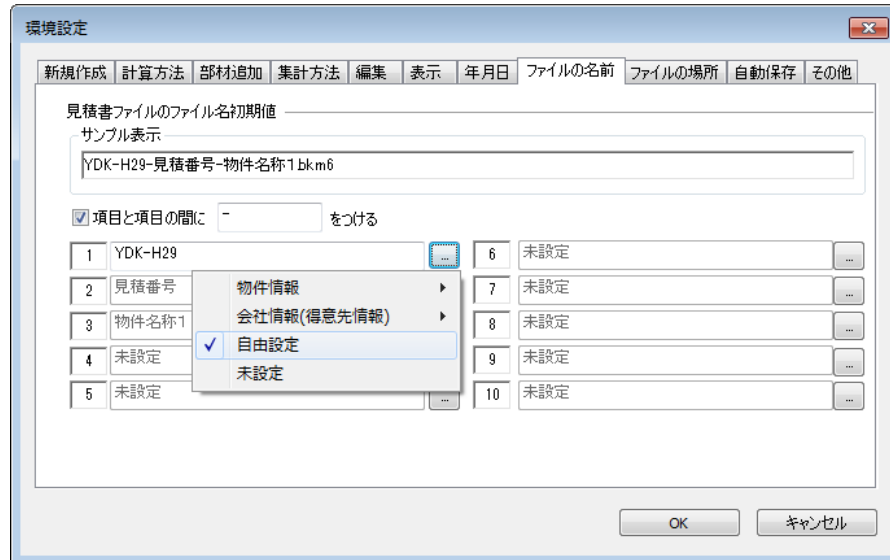 環境設定
新規作成 計算方法 部材追加 集計方法 編集 表示 年月日 ファイルの名前 ファイルの場所 自動保存 その他
見積書ファイルのファイル名初期値
サンプル表示
YDK-H29-見積番号-物件名称1.bkm6
項目と項目の間に - をつける
1 YDK-H29 ... 6 未設定 ...
2 見積番号 7 未設定 ...
3 物件名称1 8 未設定 ...
4 未設定 9 未設定 ...
5 未設定 ... 10 未設定 ...
物件情報
会社情報(得意先情報)
自由設定
未設定
OK キャンセル